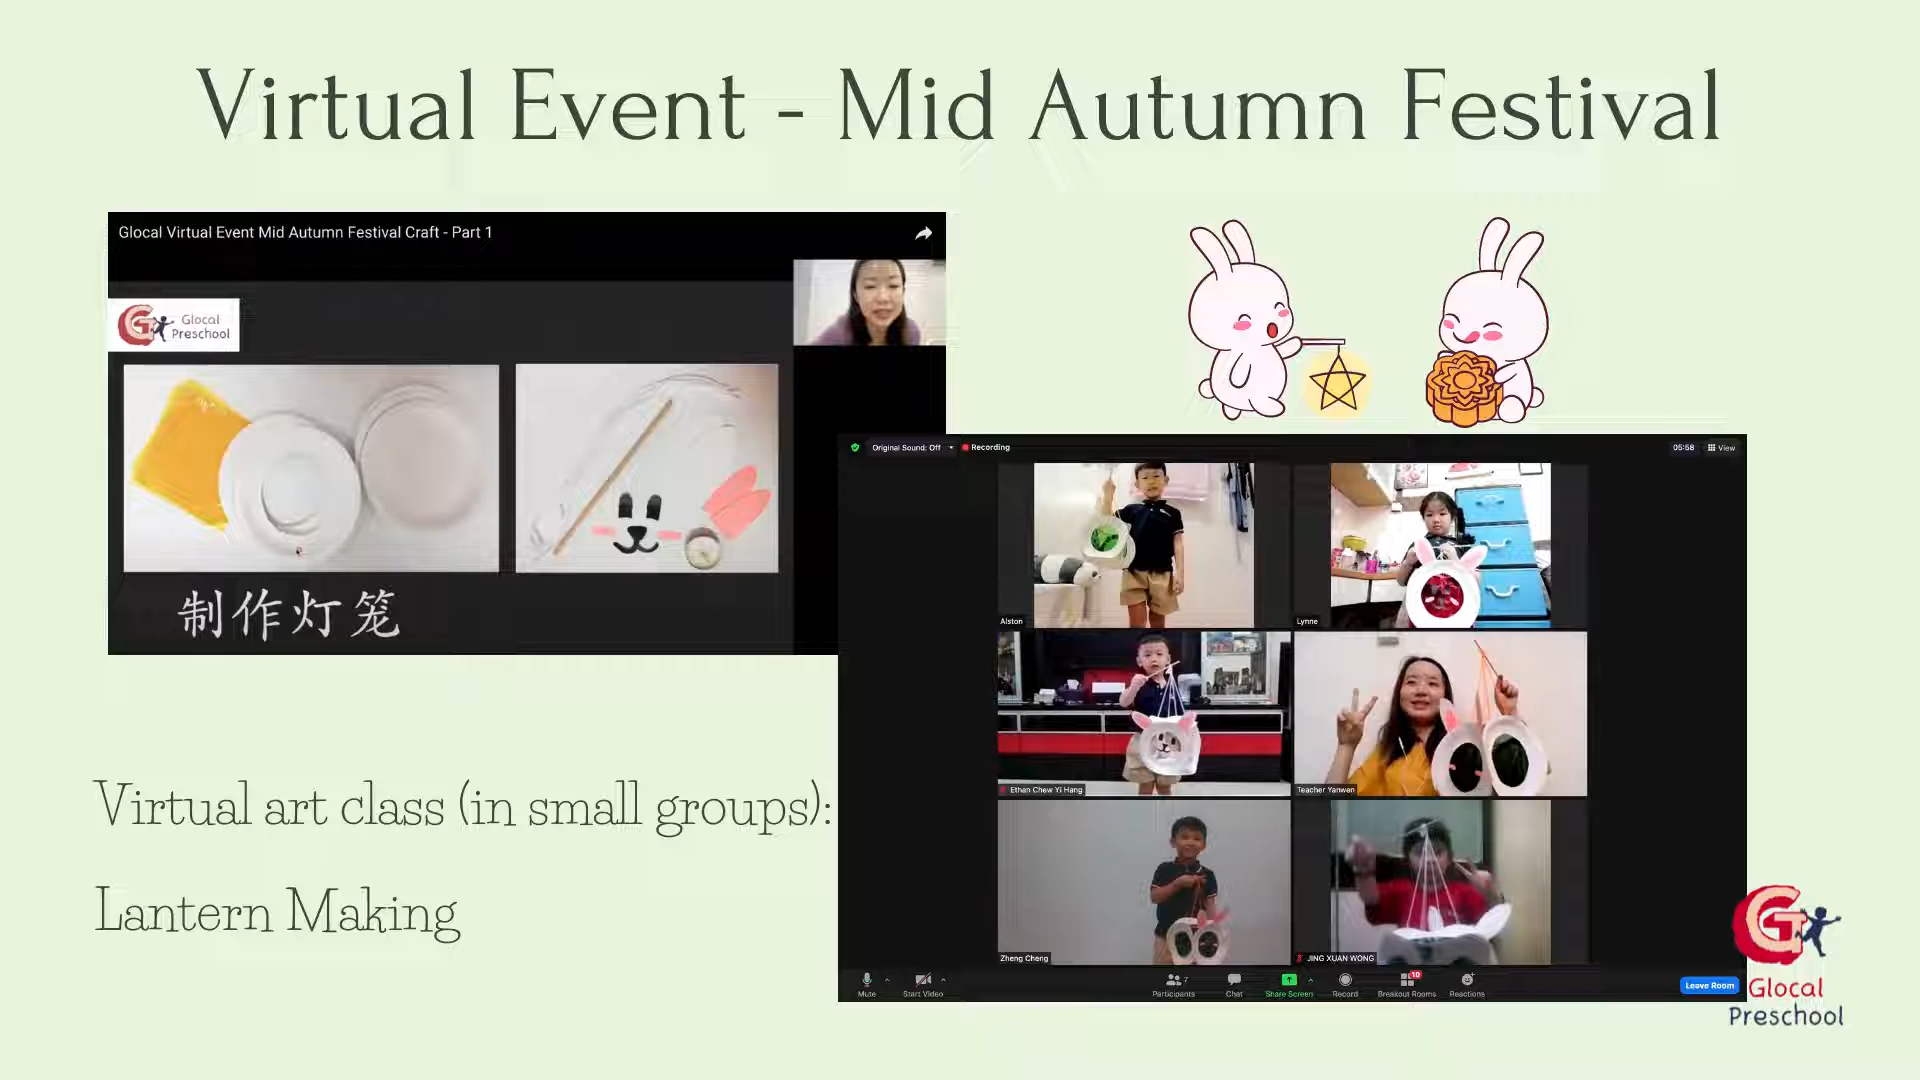 Virtual Event - Mid Autumn Festival
Glocal Virtual Event Mid Autumn Festival Craft - Part 1
Glocal
Preschool
制作灯笼
Original Sound: Off
Recording
05:58
View
Alston
Lynne
Ethan Chew Yi Hang
Teacher Yanwen
Zheng Cheng
JING XUAN WONG
Mute
Start Video
Participants
7
Chat
Share Screen
Record
Breakout Rooms
10
Reactions
Leave Room
Virtual art class (in small groups):
Lantern Making
Glocal
Preschool